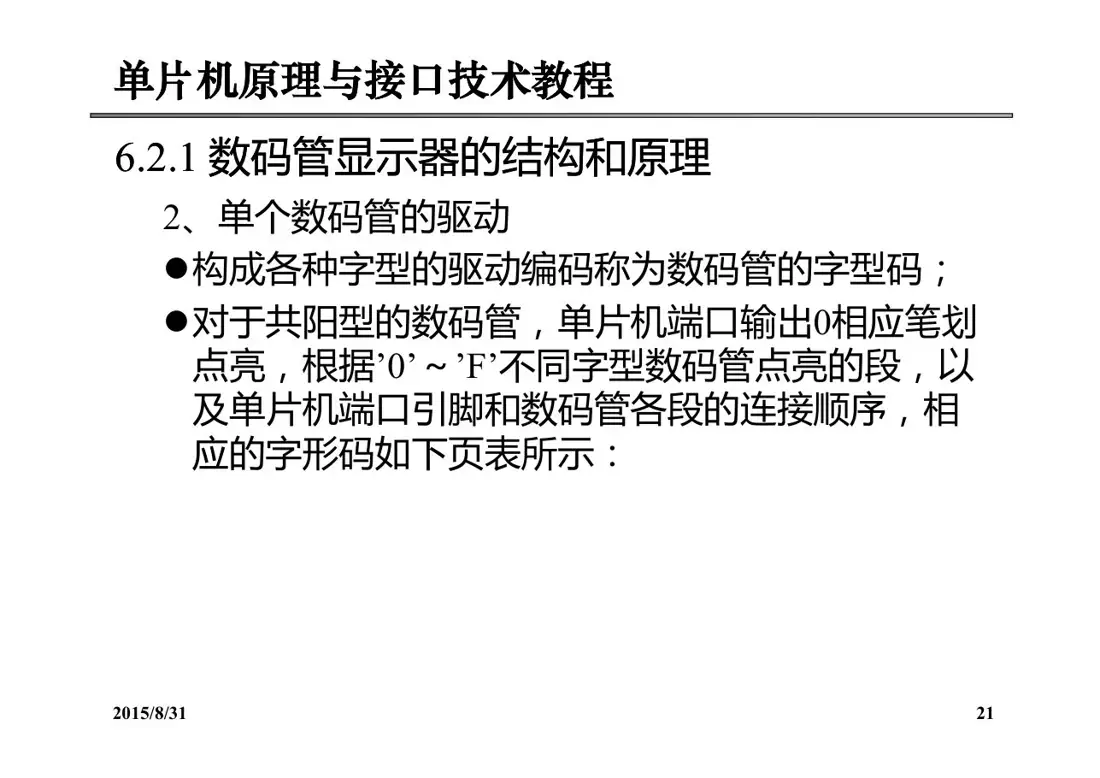 单片机原理与接口技术教程
6.2.1 数码管显示器的结构和原理
2、单个数码管的驱动
●构成各种字型的驱动编码称为数码管的字型码；
●对于共阳型的数码管，单片机端口输出0相应笔划
点亮，根据’0’～’F’不同字型数码管点亮的段，以
及单片机端口引脚和数码管各段的连接顺序，相
应的字形码如下页表所示：
2015/8/31
21